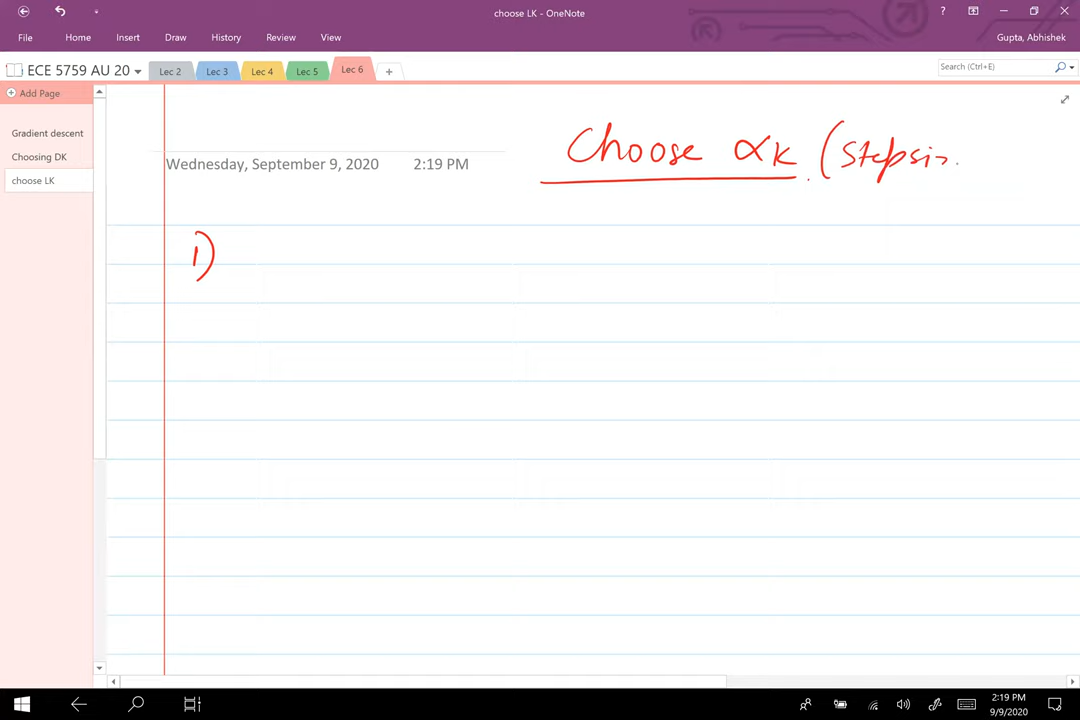 choose LK - OneNote
?
File Home Insert Draw History Review View
Gupta, Abhishek
ECE 5759 AU 20 Lec 2 Lec 3 Lec 4 Lec 5 Lec 6 +
Search (Ctrl+E)
Add Page
Gradient descent
Choosing DK
choose LK
Choose αK (Stepsiz
Wednesday, September 9, 2020 2:19 PM
1)
2:19 PM
9/9/2020